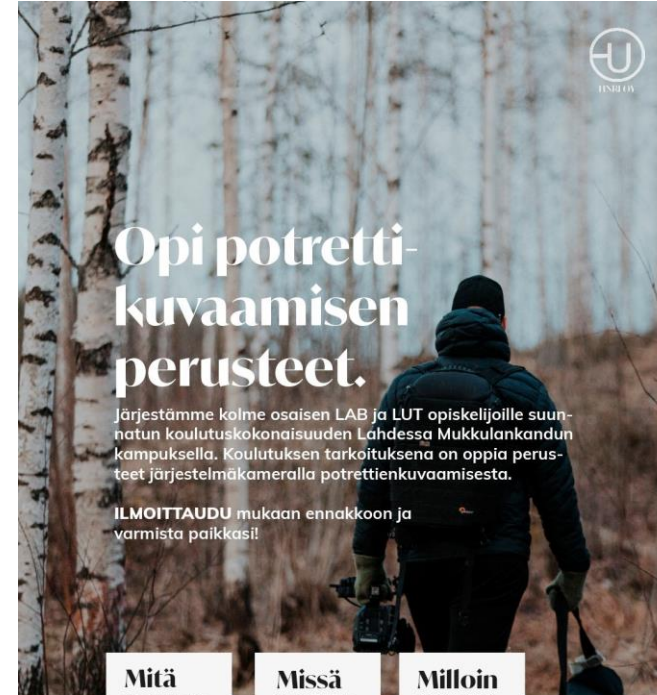 Opi potretti-
kuvaamisen
perusteet.
Järjestämme kolme osaisen LAB ja LUT opiskelijoille suun-
natun koulutuskokonaisuuden Lahdessa Mukkulankandun
kampuksella. Koulutuksen tarkoituksena on oppia perus-
teet järjestelmäkameralla potrettienkuvaamisesta.
ILMOITTAUDU mukaan ennakkoon ja
varmista paikkasi!
Mitä
Missä
Milloin